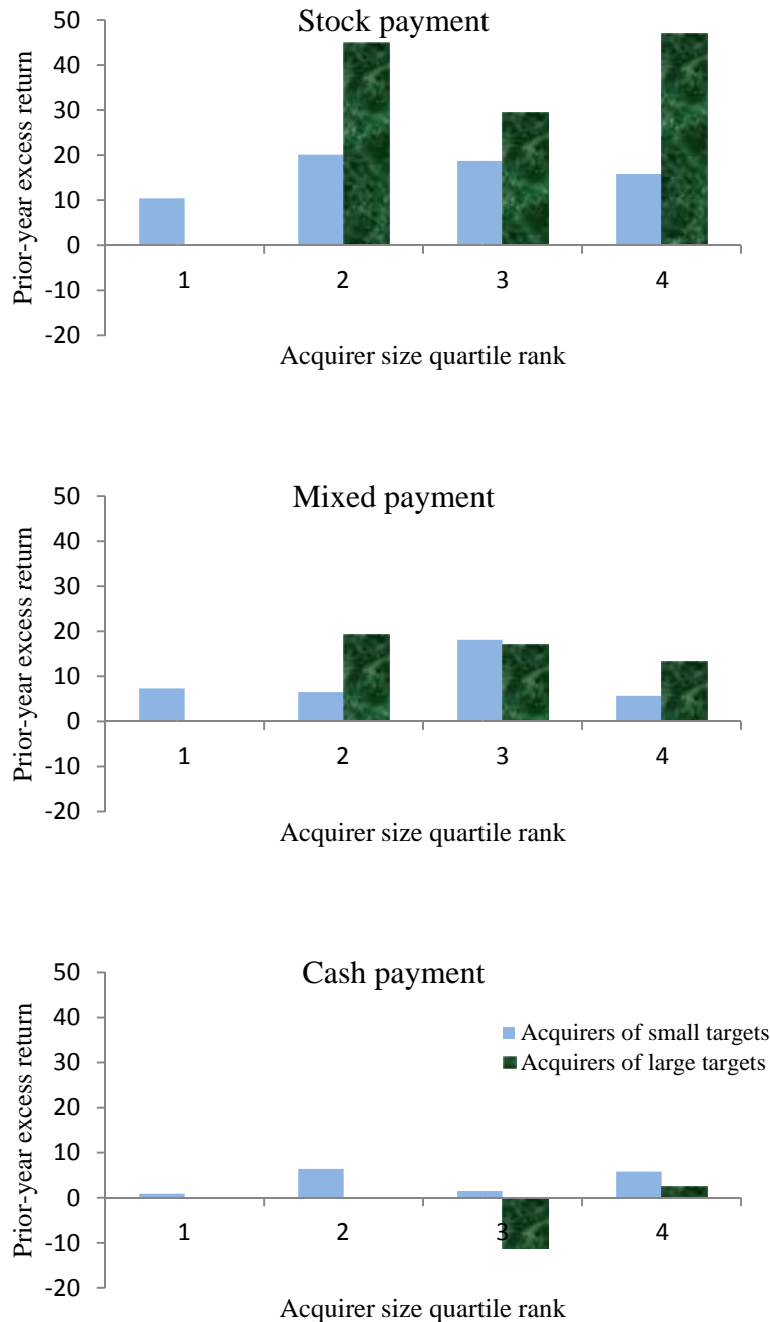 Stock payment
Prior-year excess return
50
40
30
20
10
0
-10
-20
1 2 3 4
Acquirer size quartile rank
Mixed payment
Prior-year excess return
50
40
30
20
10
0
-10
-20
1 2 3 4
Acquirer size quartile rank
Cash payment
Prior-year excess return
50
40
30
20
10
0
-10
-20
Acquirers of small targets
Acquirers of large targets
1 2 3 4
Acquirer size quartile rank